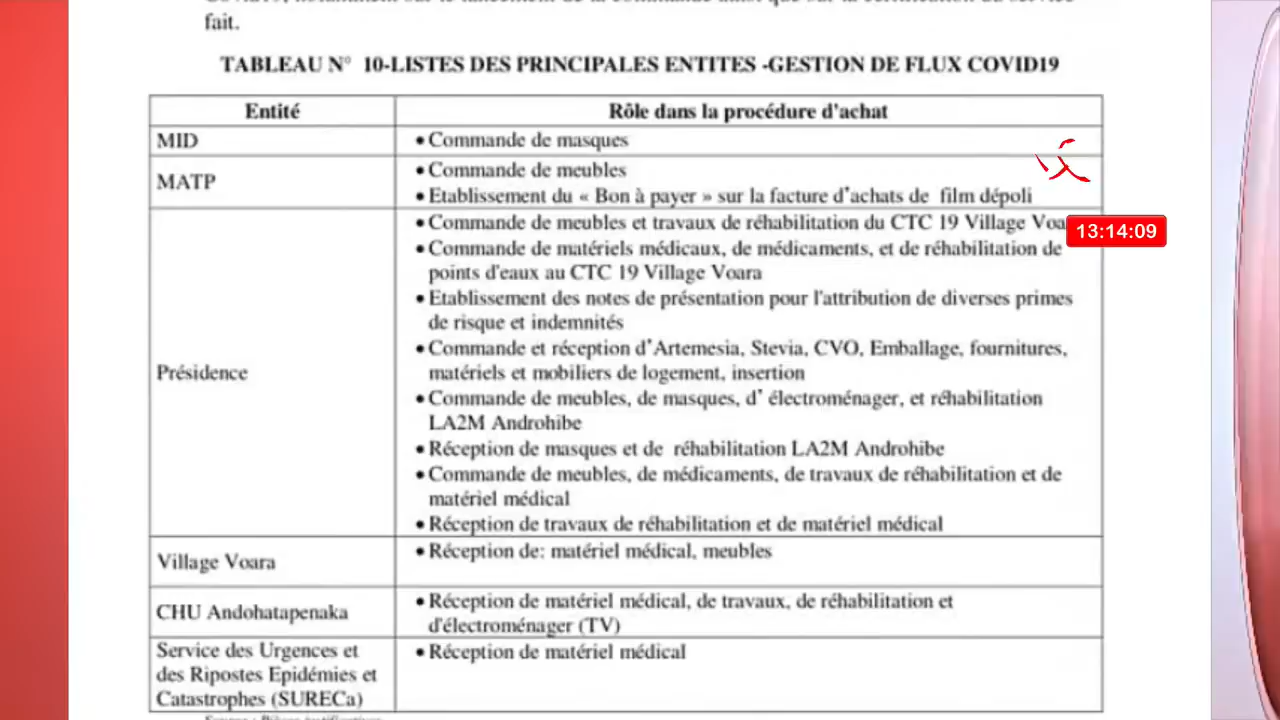 fait.
TABLEAU N° 10-LISTES DES PRINCIPALES ENTITES -GESTION DE FLUX COVID19
Entité
Rôle dans la procédure d'achat
MID
• Commande de masques
MATP
• Commande de meubles
• Etablissement du « Bon à payer » sur la facture d'achats de film dépoli
Présidence
• Commande de meubles et travaux de réhabilitation du CTC 19 Village Voa
13:14:09
• Commande de matériels médicaux, de médicaments, et de réhabilitation de
points d'eaux au CTC 19 Village Voara
• Etablissement des notes de présentation pour l'attribution de diverses primes
de risque et indemnités
• Commande et réception d'Artemesia, Stevia, CVO, Emballage, fournitures,
matériels et mobiliers de logement, insertion
• Commande de meubles, de masques, d' électroménager, et réhabilitation
LA2M Androhibe
• Réception de masques et de réhabilitation LA2M Androhibe
• Commande de meubles, de médicaments, de travaux de réhabilitation et de
matériel médical
• Réception de travaux de réhabilitation et de matériel médical
Village Voara
• Réception de: matériel médical, meubles
CHU Andohatapenaka
• Réception de matériel médical, de travaux, de réhabilitation et
d'électroménager (TV)
Service des Urgences et
des Ripostes Epidémies et
Catastrophes (SURECa)
• Réception de matériel médical